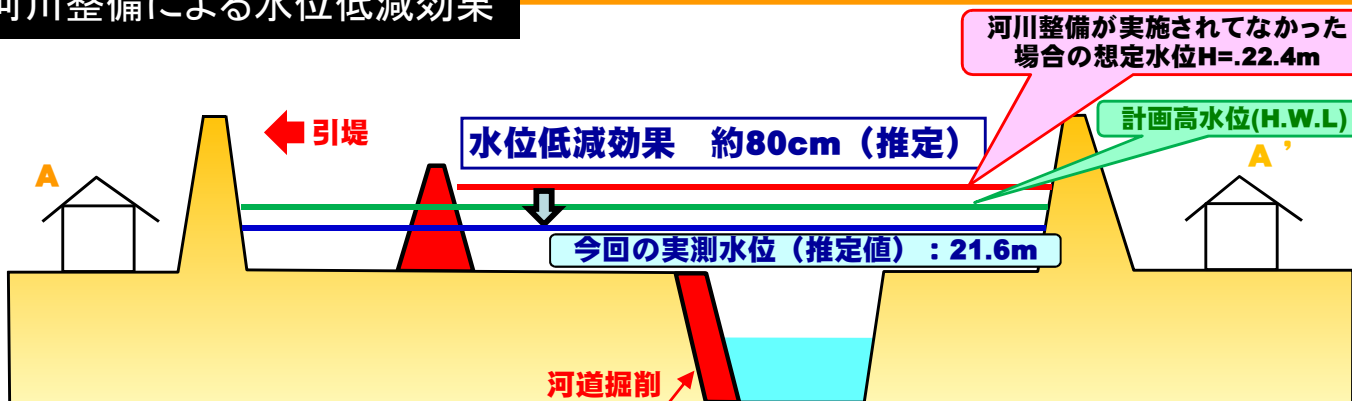 河川整備による水位低減効果
河川整備が実施されてなかった
場合の想定水位H=.22.4m
計画高水位(H.W.L)
引堤
水位低減効果　約80cm（推定）
A
A’
今回の実測水位（推定値）：21.6m
河道掘削